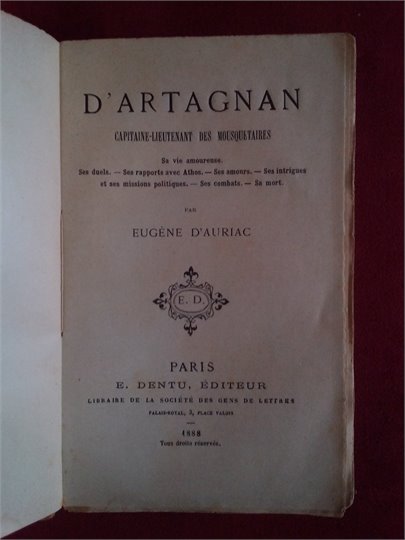 D'ARTAGNAN
CAPITAINE-LIEUTENANT DES MOUSQUETAIRES
Sa vie amoureuse.
Ses duels. — Ses rapports avec Athos. — Ses amours. — Ses intrigues
et ses missions politiques. — Ses combats. — Sa mort.
PAR
EUGÈNE D'AURIAC
E. D.
PARIS
E. DENTU, ÉDITEUR
LIBRAIRE DE LA SOCIÉTÉ DES GENS DE LETTRES
PALAIS-ROYAL, 3, PLACE VALOIS
1888
Tous droits réservés.